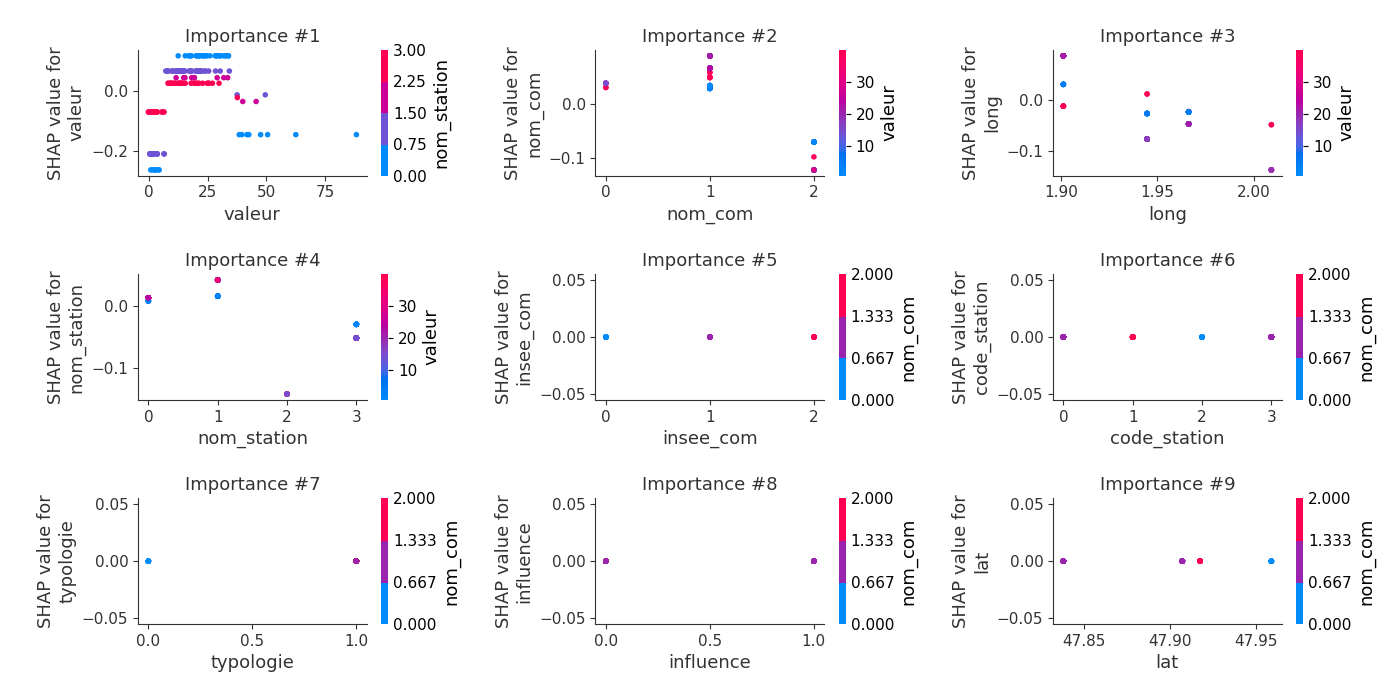 Importance #1
SHAP value for
valeur
0.0
−0.2
0
25
50
75
valeur
3.00
2.25
1.50
0.75
0.00
nom_station
Importance #2
SHAP value for
nom_com
0.0
−0.1
0
1
2
nom_com
30
20
10
valeur
Importance #3
SHAP value for
long
0.0
−0.1
1.90
1.95
2.00
long
30
20
10
valeur
Importance #4
SHAP value for
nom_station
0.0
−0.1
0
1
2
3
nom_station
30
20
10
valeur
Importance #5
SHAP value for
insee_com
0.05
0.00
−0.05
0
1
2
insee_com
2.000
1.333
0.667
0.000
nom_com
Importance #6
SHAP value for
code_station
0.05
0.00
−0.05
0
1
2
3
code_station
2.000
1.333
0.667
0.000
nom_com
Importance #7
SHAP value for
typologie
0.05
0.00
−0.05
0.0
0.5
1.0
typologie
2.000
1.333
0.667
0.000
nom_com
Importance #8
SHAP value for
influence
0.05
0.00
−0.05
0.0
0.5
1.0
influence
2.000
1.333
0.667
0.000
nom_com
Importance #9
SHAP value for
lat
0.05
0.00
−0.05
47.85
47.90
47.95
lat
2.000
1.333
0.667
0.000
nom_com